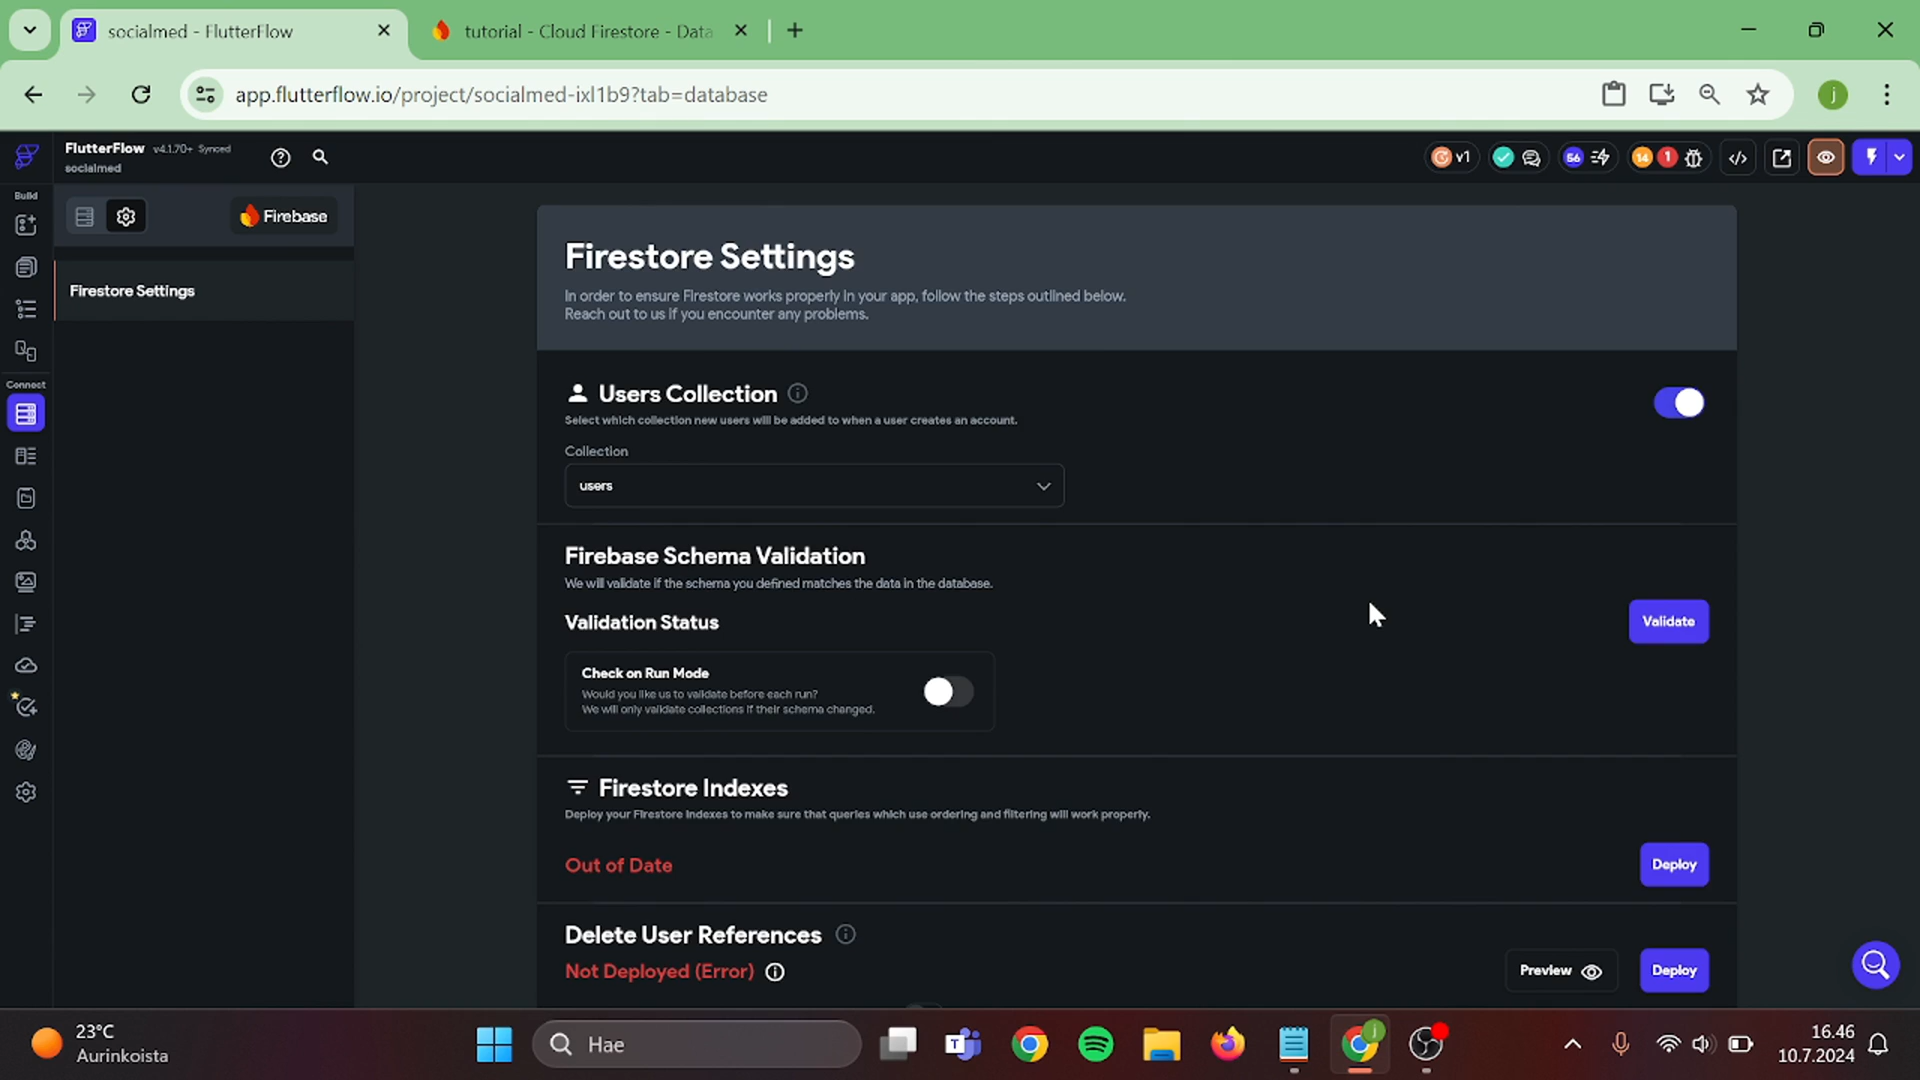 socialmed - FlutterFlow
tutorial - Cloud Firestore - Data
app.flutterflow.io/project/socialmed-ixl1b9?tab=database
j
FlutterFlow v4.1.70+ Synced
socialmed
v1
56
14
1
Build
Firebase
Firestore Settings
Connect
Firestore Settings
In order to ensure Firestore works properly in your app, follow the steps outlined below.
Reach out to us if you encounter any problems.
Users Collection
Select which collection new users will be added to when a user creates an account.
Collection
users
Firebase Schema Validation
We will validate if the schema you defined matches the data in the database.
Validation Status
Validate
Check on Run Mode
Would you like us to validate before each run?
We will only validate collections if their schema changed.
Firestore Indexes
Deploy your Firestore indexes to make sure that queries which use ordering and filtering will work properly.
Out of Date
Deploy
Delete User References
Not Deployed (Error)
Preview
Deploy
23°C
Aurinkoista
Hae
16.46
10.7.2024